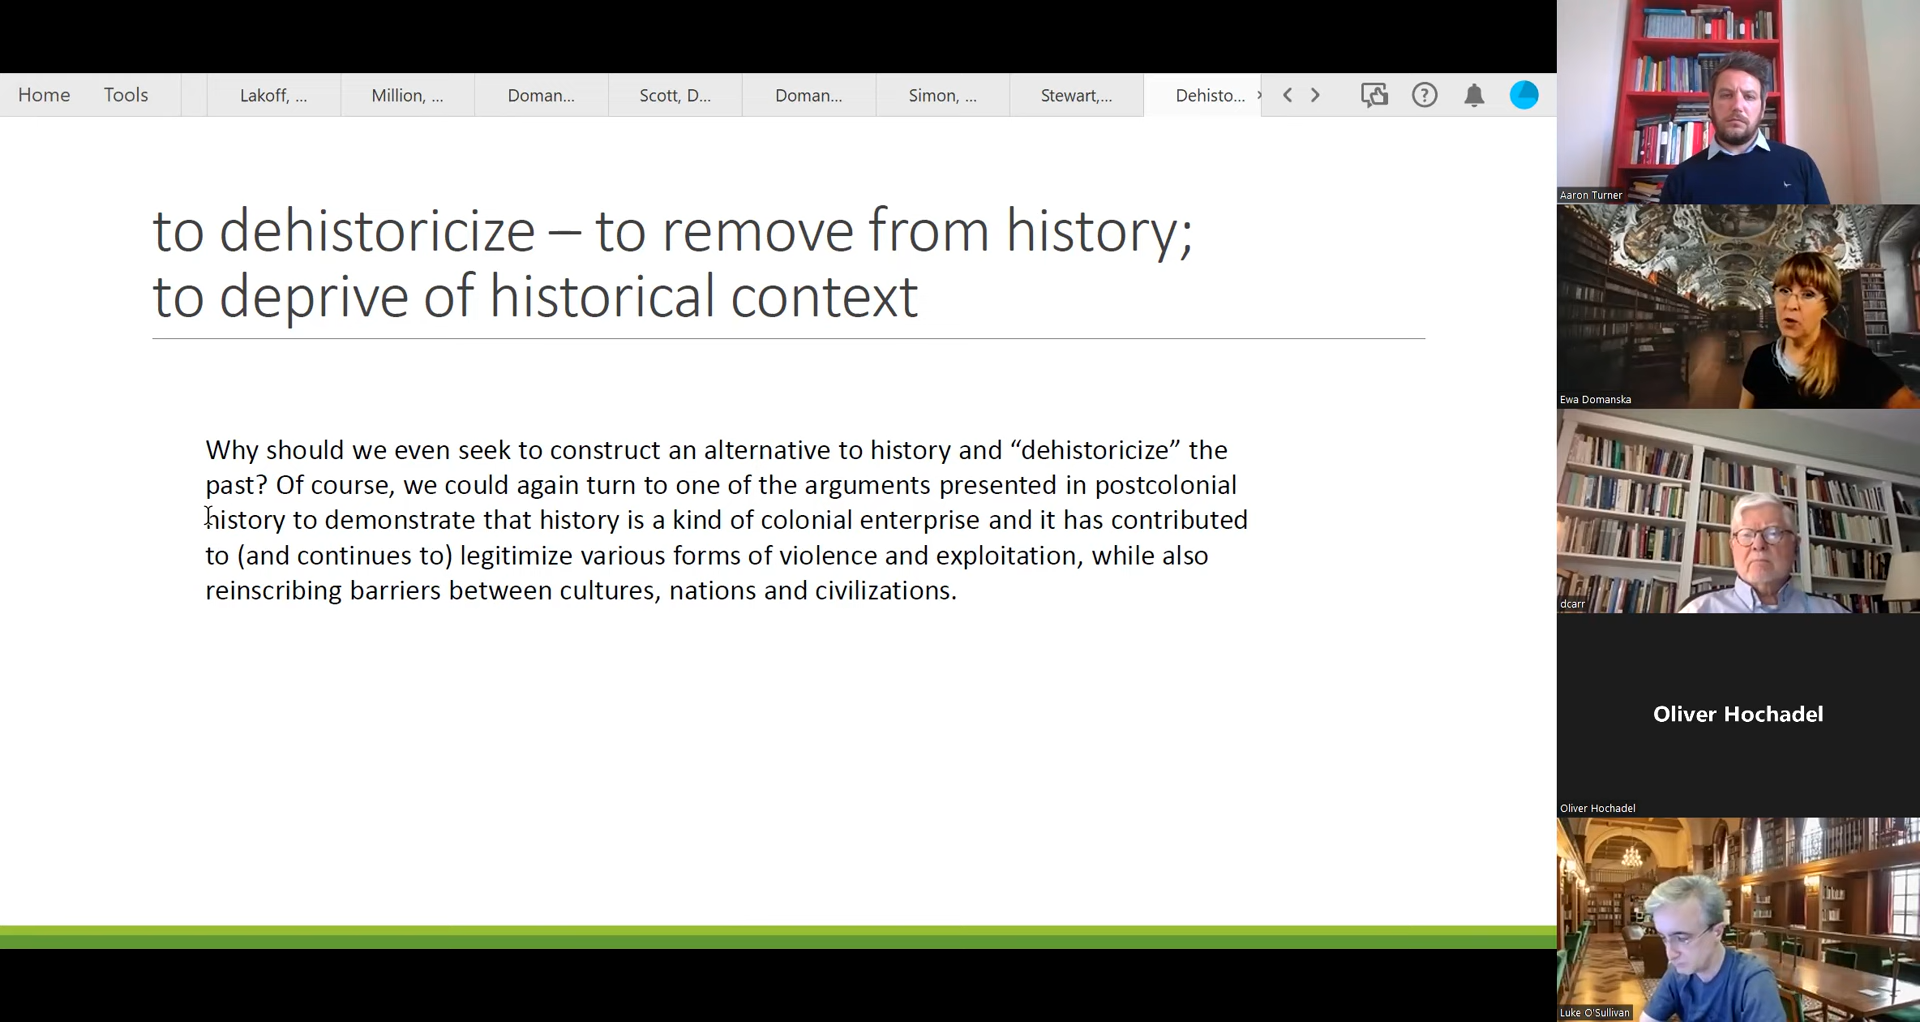 Home Tools Lakoff, ... Million, ... Doman... Scott, D... Doman... Simon, ... Stewart,... Dehisto...
to dehistoricize – to remove from history;
to deprive of historical context
Why should we even seek to construct an alternative to history and “dehistoricize” the
past? Of course, we could again turn to one of the arguments presented in postcolonial
history to demonstrate that history is a kind of colonial enterprise and it has contributed
to (and continues to) legitimize various forms of violence and exploitation, while also
reinscribing barriers between cultures, nations and civilizations.
Aaron Turner
Ewa Domanska
dcarr
Oliver Hochadel
Oliver Hochadel
Luke O'Sullivan